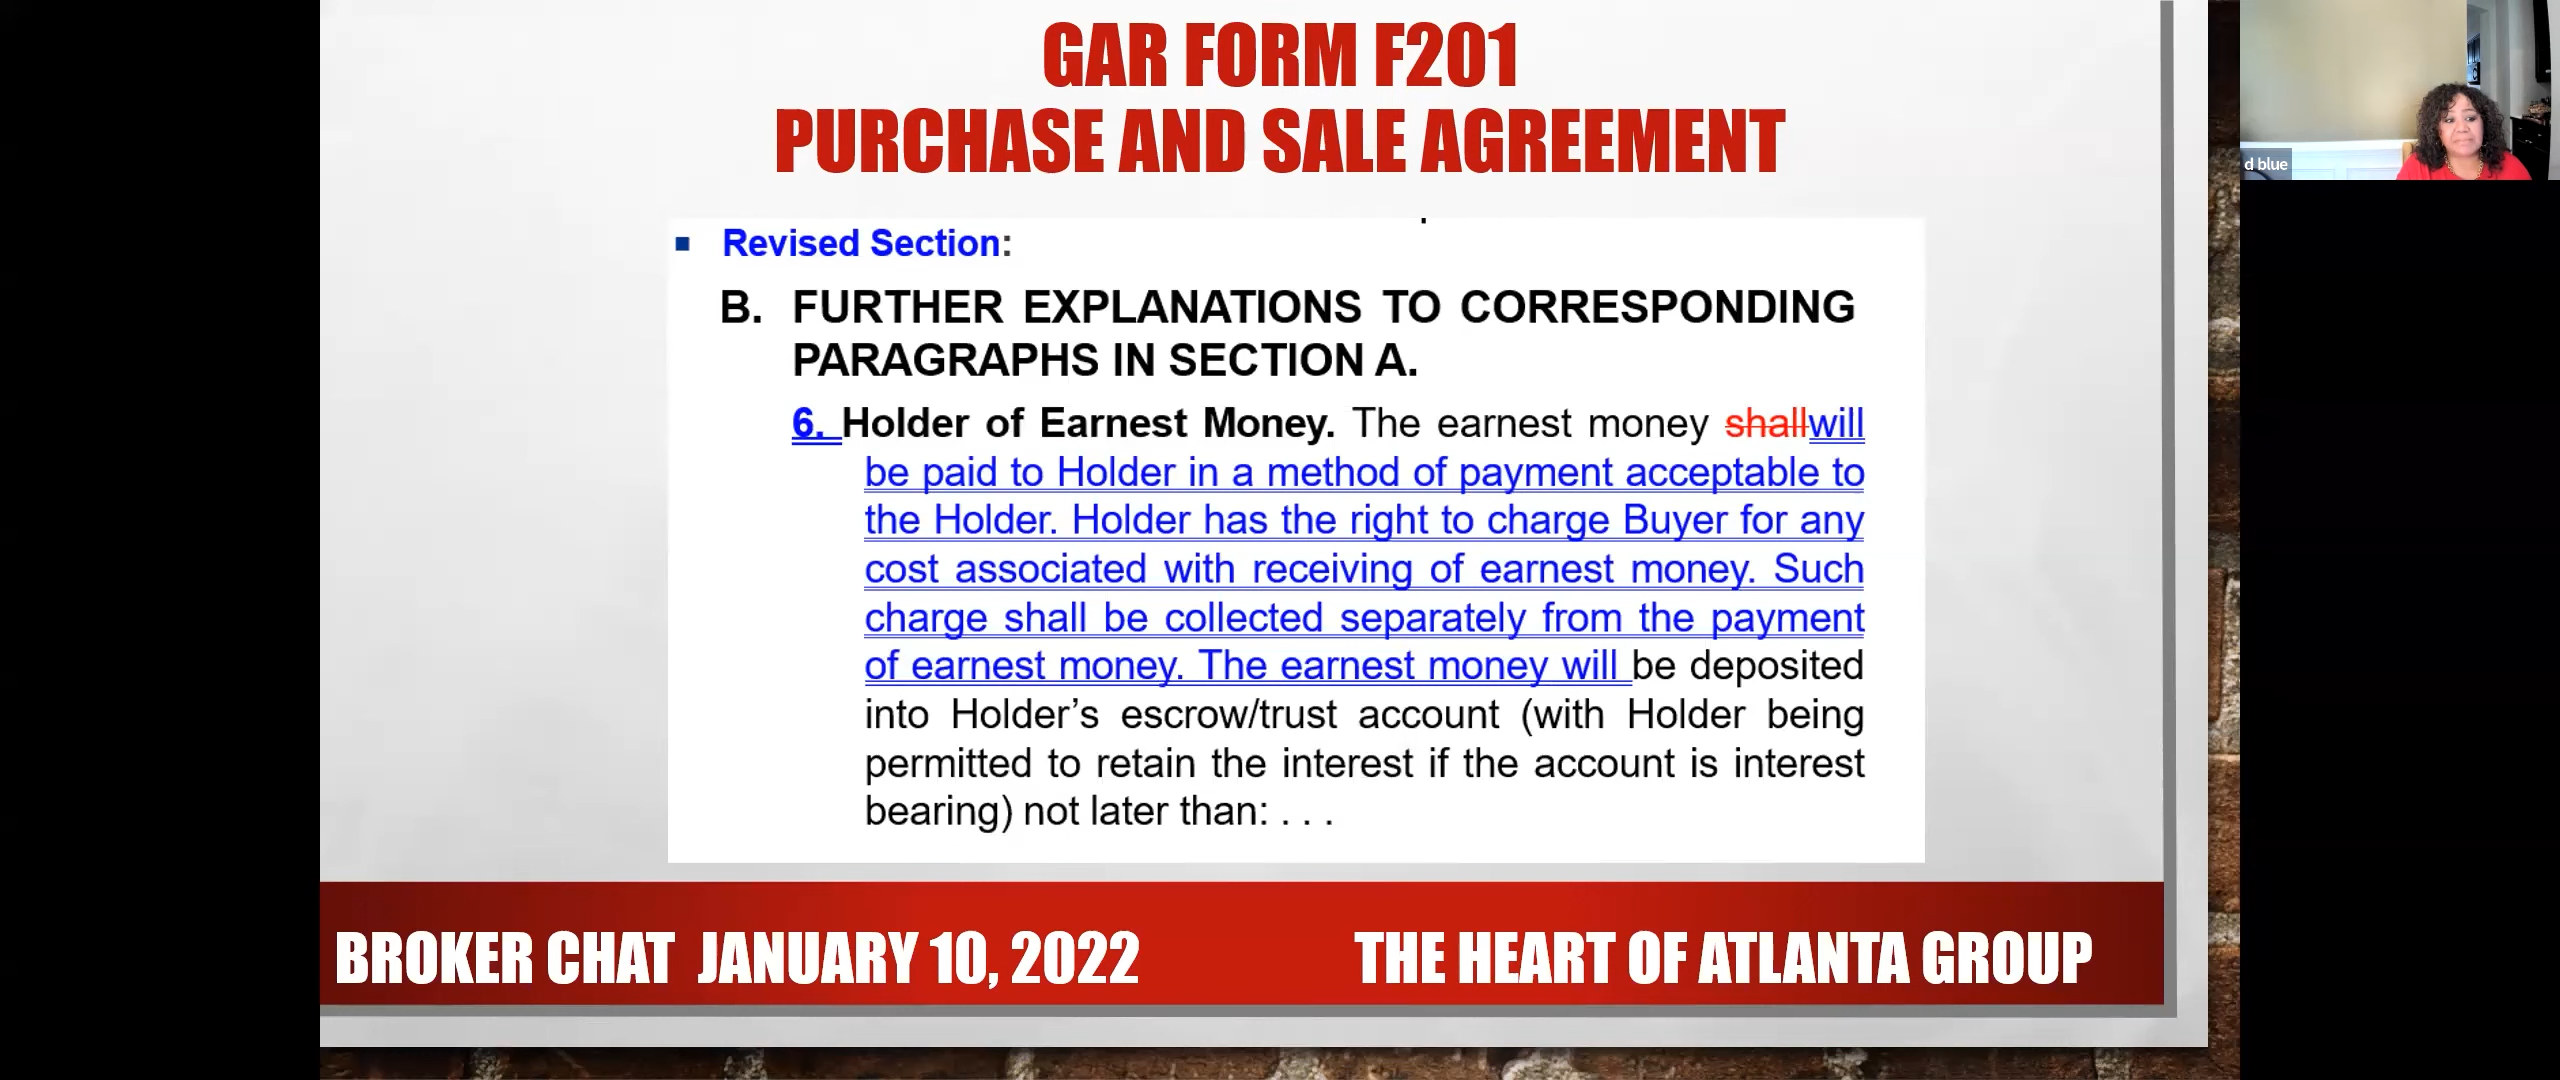 GAR FORM F201
PURCHASE AND SALE AGREEMENT
d blue
▪ Revised Section:
B. FURTHER EXPLANATIONS TO CORRESPONDING
PARAGRAPHS IN SECTION A.
6. Holder of Earnest Money. The earnest money shallwill
be paid to Holder in a method of payment acceptable to
the Holder. Holder has the right to charge Buyer for any
cost associated with receiving of earnest money. Such
charge shall be collected separately from the payment
of earnest money. The earnest money will be deposited
into Holder’s escrow/trust account (with Holder being
permitted to retain the interest if the account is interest
bearing) not later than: . . .
BROKER CHAT JANUARY 10, 2022
THE HEART OF ATLANTA GROUP